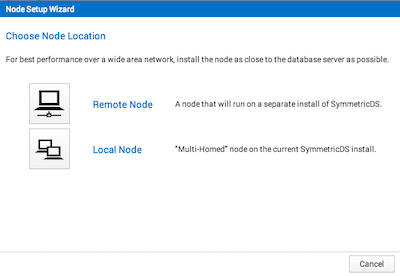 Node Setup Wizard
Choose Node Location
For best performance over a wide area network, install the node as close to the database server as possible.
Remote Node
A node that will run on a separate install of SymmetricDS.
Local Node
"Multi-Homed" node on the current SymmetricDS install.
Cancel